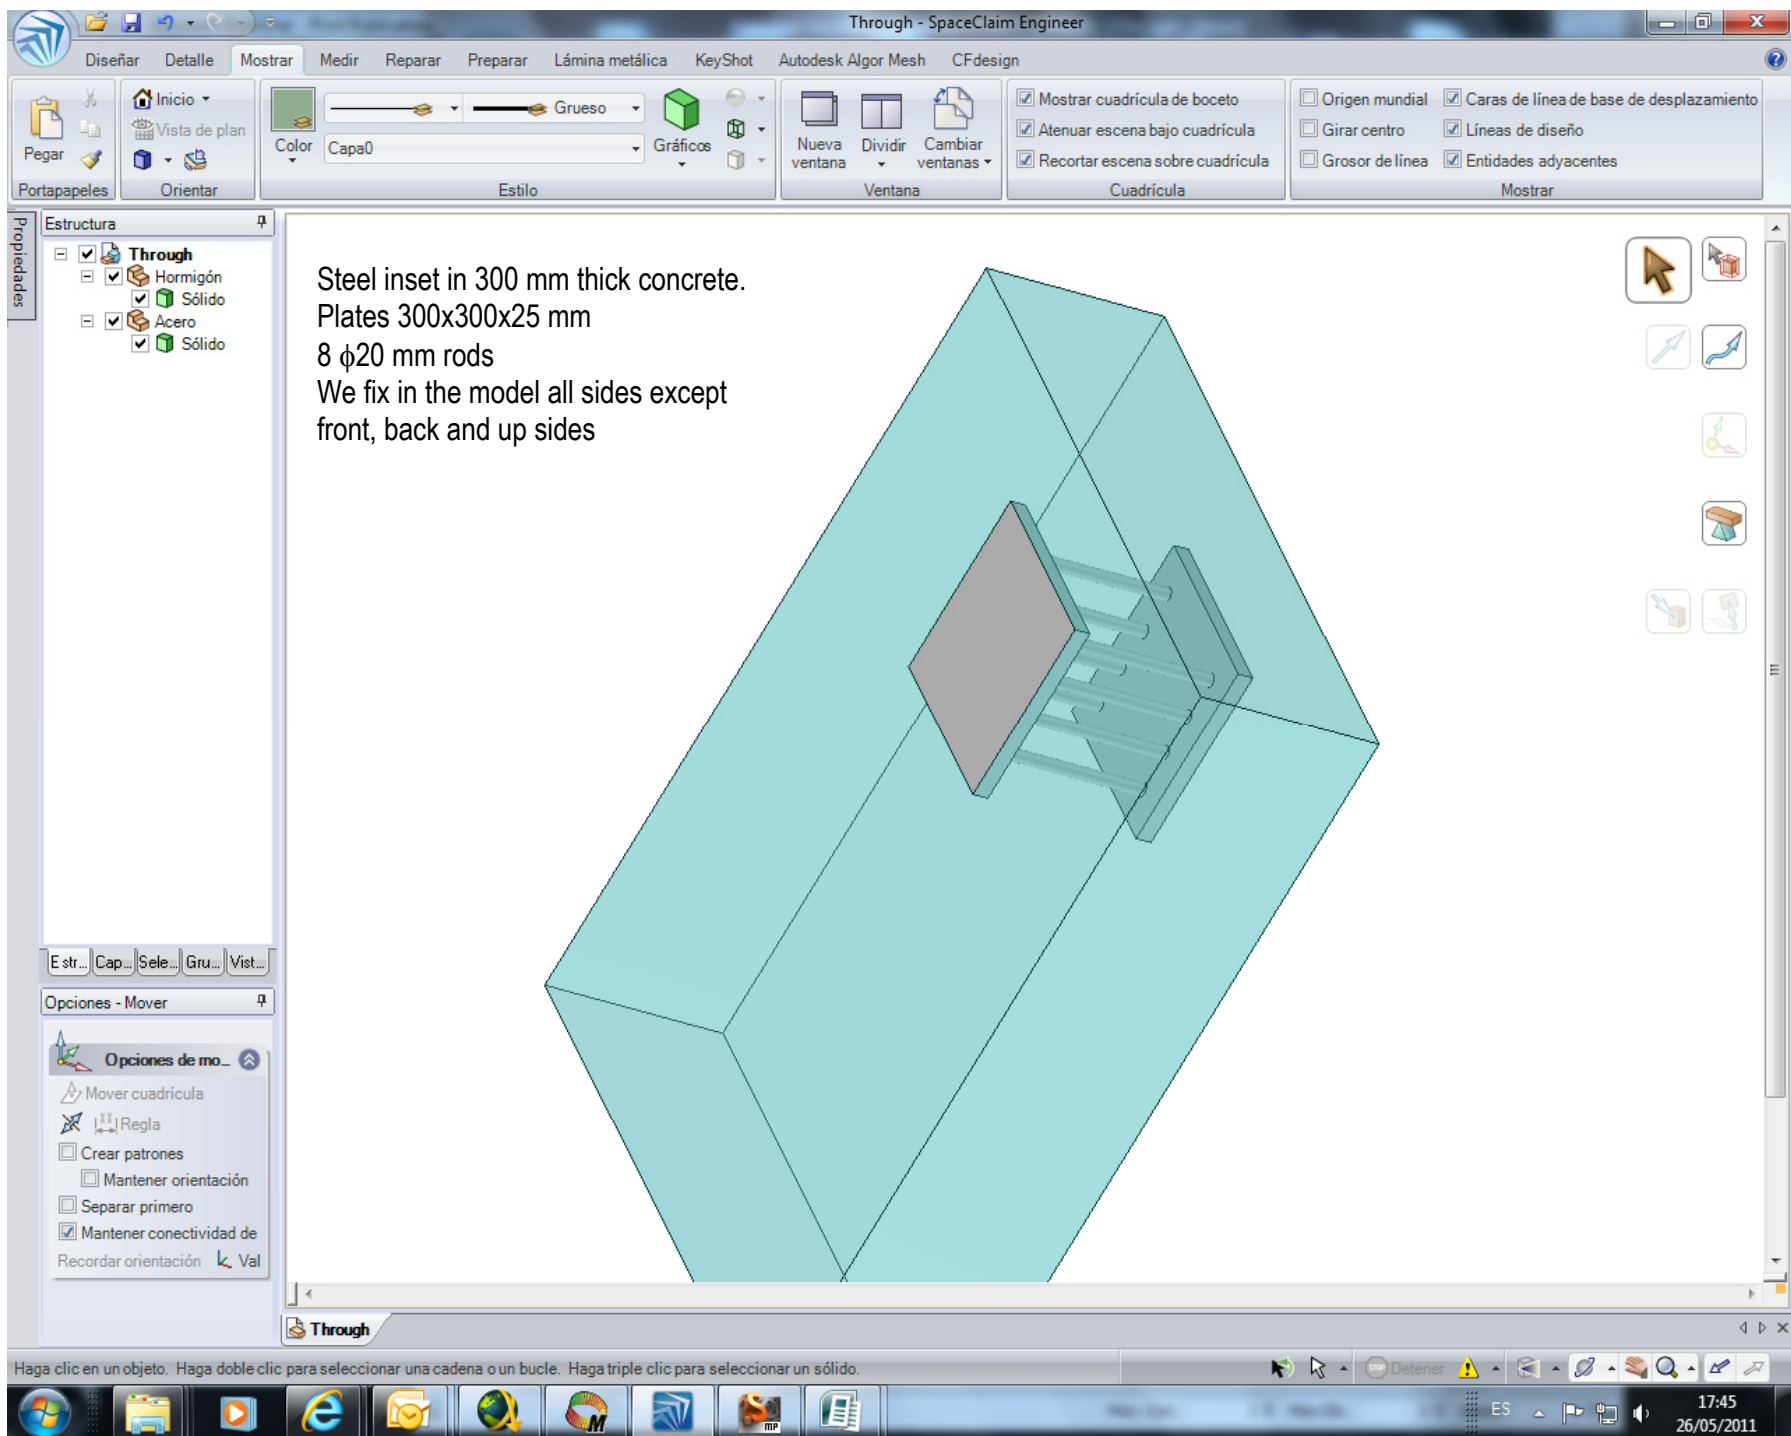 Through - SpaceClaim Engineer
Diseñar Detalle Mostrar Medir Reparar Preparar Lámina metálica KeyShot Autodesk Algor Mesh CFdesign
Pegar
Portapapeles
Inicio
Vista de plan
Orientar
Color
Grueso
Capa0
Gráficos
Estilo
Nueva ventana
Dividir
Cambiar ventanas
Ventana
Mostrar cuadrícula de boceto
Atenuar escena bajo cuadrícula
Recortar escena sobre cuadrícula
Cuadrícula
Origen mundial
Girar centro
Grosor de línea
Caras de línea de base de desplazamiento
Líneas de diseño
Entidades adyacentes
Mostrar
Propiedades
Estructura
Through
Hormigón
Sólido
Acero
Sólido
Estr... Cap... Sele... Gru... Vist...
Opciones - Mover
Opciones de mo...
Mover cuadrícula
Regla
Crear patrones
Mantener orientación
Separar primero
Mantener conectividad de
Recordar orientación Val
Steel inset in 300 mm thick concrete.
Plates 300x300x25 mm
8 ϕ20 mm rods
We fix in the model all sides except
front, back and up sides
Through
Haga clic en un objeto. Haga doble clic para seleccionar una cadena o un bucle. Haga triple clic para seleccionar un sólido.
STOP Detener
M
MP
ES
17:45
26/05/2011